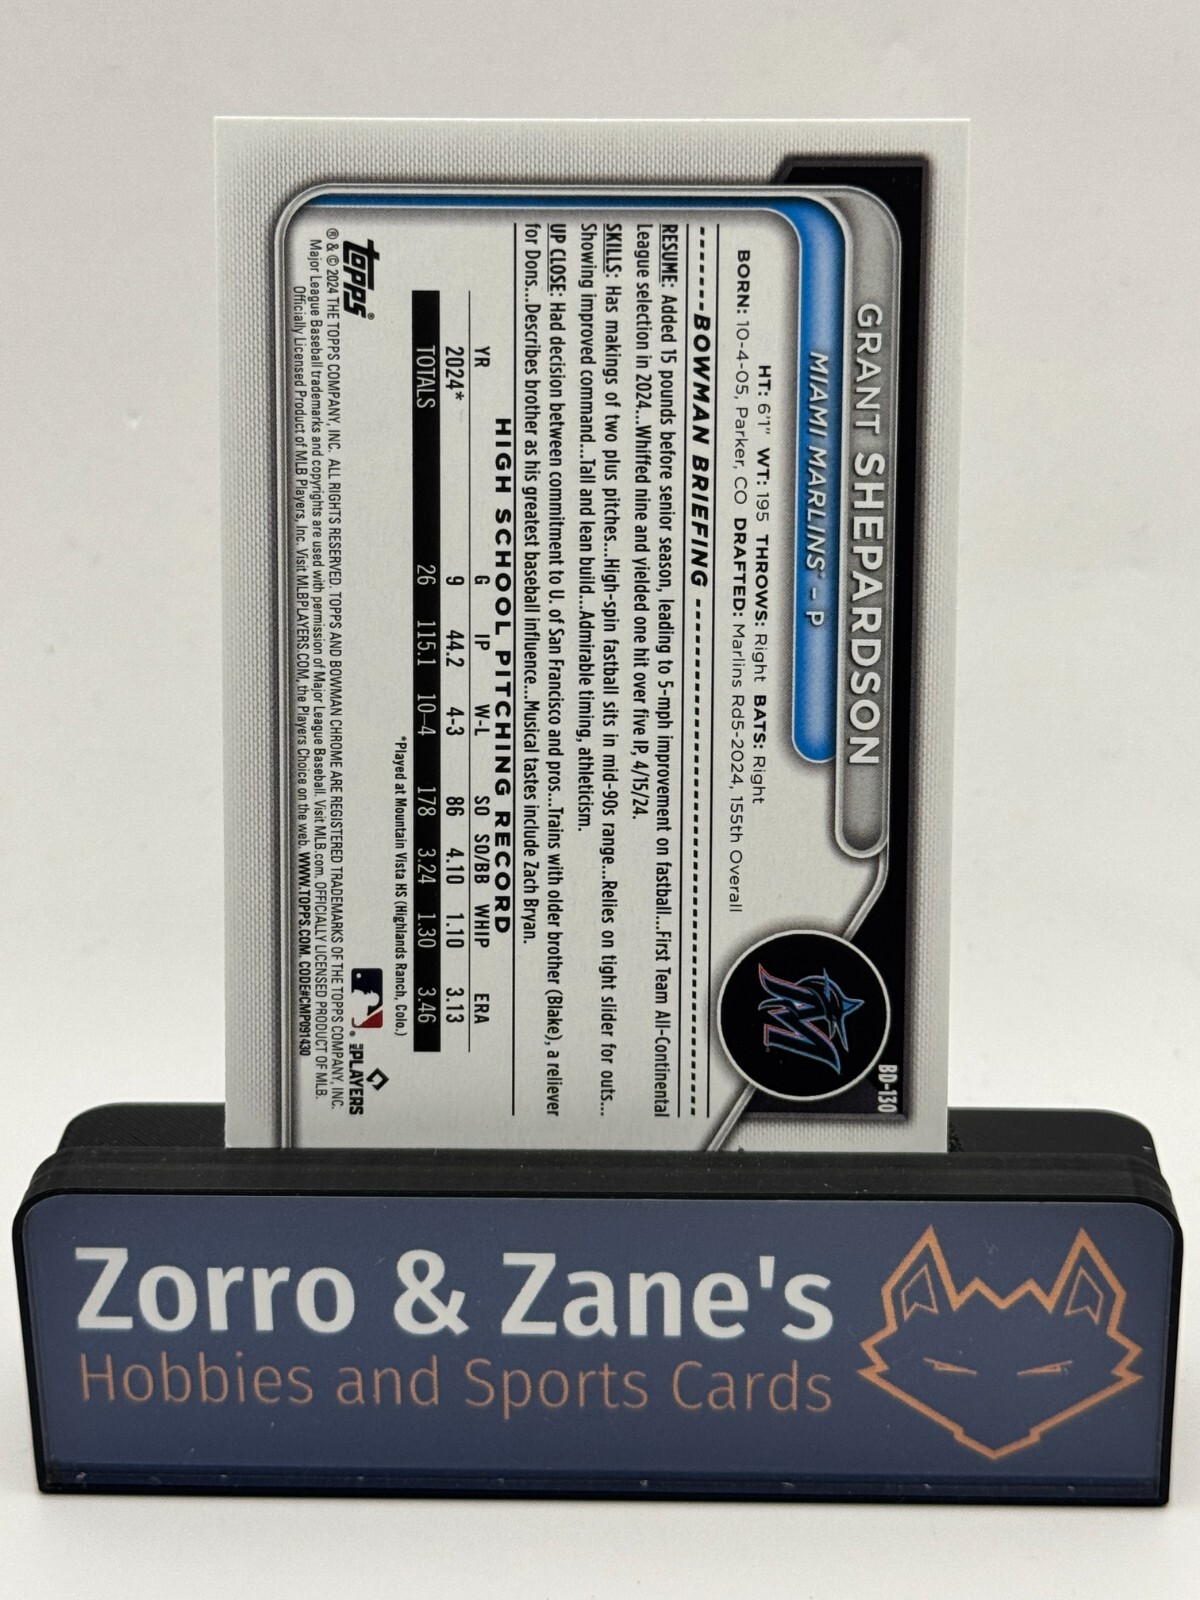 BD-130
GRANT SHEPARDSON
MIAMI MARLINS® - P
HT: 6'1" WT: 195 THROWS: Right BATS: Right
BORN: 10-4-05, Parker, CO DRAFTED: Marlins Rd5-2024, 155th Overall
BOWMAN BRIEFING
RESUME: Added 15 pounds before senior season, leading to 5-mph improvement on fastball...First Team All-Continental
League selection in 2024...Whiffed nine and yielded one hit over five IP, 4/15/24.
SKILLS: Has makings of two plus pitches...High-spin fastball sits in mid-90s range...Relies on tight slider for outs...
Showing improved command...Tall and lean build...Admirable timing, athleticism.
UP CLOSE: Had decision between commitment to U. of San Francisco and pros...Trains with older brother (Blake), a reliever
for Dons...Describes brother as his greatest baseball influence...Musical tastes include Zach Bryan.
HIGH SCHOOL PITCHING RECORD
YR G IP W-L SO SO/BB WHIP ERA
2024* 9 44.2 4-3 86 4.10 1.10 3.13
TOTALS 26 115.1 10-4 178 3.24 1.30 3.46
*Played at Mountain Vista HS (Highlands Ranch, Colo.)
topps®
MLB PLAYERS
® & © 2024 THE TOPPS COMPANY, INC. ALL RIGHTS RESERVED. TOPPS AND BOWMAN CHROME ARE REGISTERED TRADEMARKS OF THE TOPPS COMPANY, INC.
Major League Baseball trademarks and copyrights are used with permission of Major League Baseball. Visit MLB.com. OFFICIALLY LICENSED PRODUCT OF MLB.
Officially Licensed Product of MLB Players, Inc. Visit MLBPLAYERS.COM, the Players Choice on the web. WWW.TOPPS.COM. CODE#CMP091430
Zorro & Zane's
Hobbies and Sports Cards